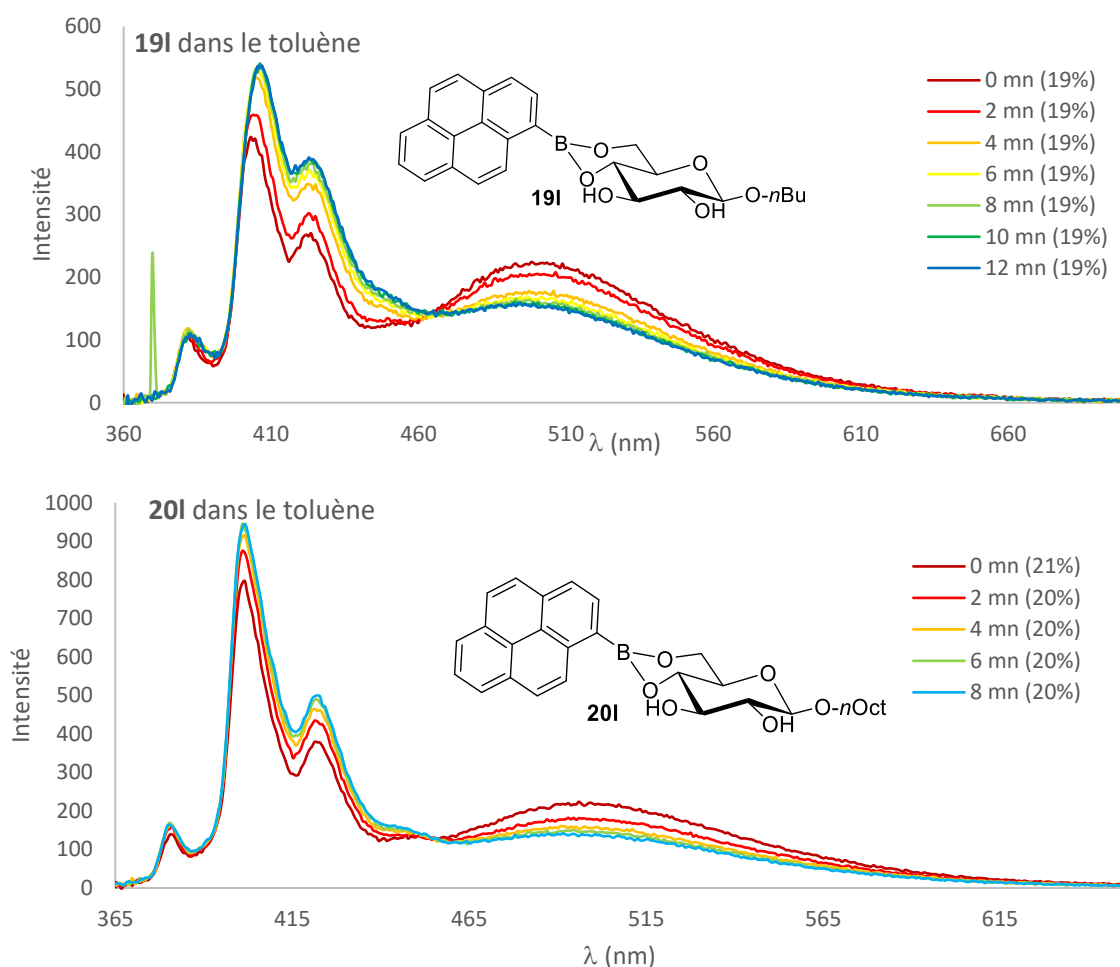 19l dans le toluène
Intensité
600
500
400
300
200
100
0
360
410
460
510
560
610
660
λ (nm)
B
O
O
HO
O
OH
O-nBu
19l
0 mn (19%)
2 mn (19%)
4 mn (19%)
6 mn (19%)
8 mn (19%)
10 mn (19%)
12 mn (19%)
20l dans le toluène
Intensité
1000
900
800
700
600
500
400
300
200
100
0
365
415
465
515
565
615
λ (nm)
B
O
O
HO
O
OH
O-nOct
20l
0 mn (21%)
2 mn (20%)
4 mn (20%)
6 mn (20%)
8 mn (20%)